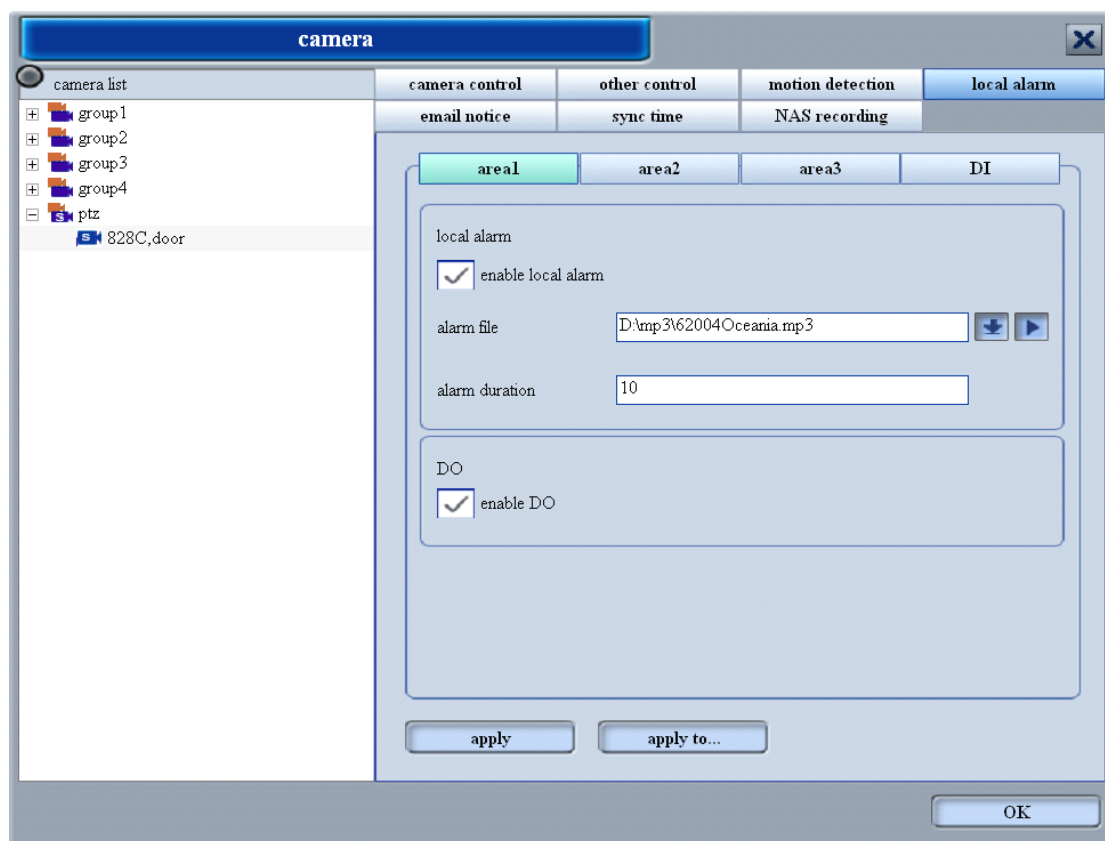 camera
camera list
group1
group2
group3
group4
S ptz
S 828C,door
camera control other control motion detection local alarm
email notice sync time NAS recording
area1 area2 area3 DI
local alarm
enable local alarm
alarm file D:\mp3\62004Oceania.mp3
alarm duration 10
DO
enable DO
apply apply to...
OK